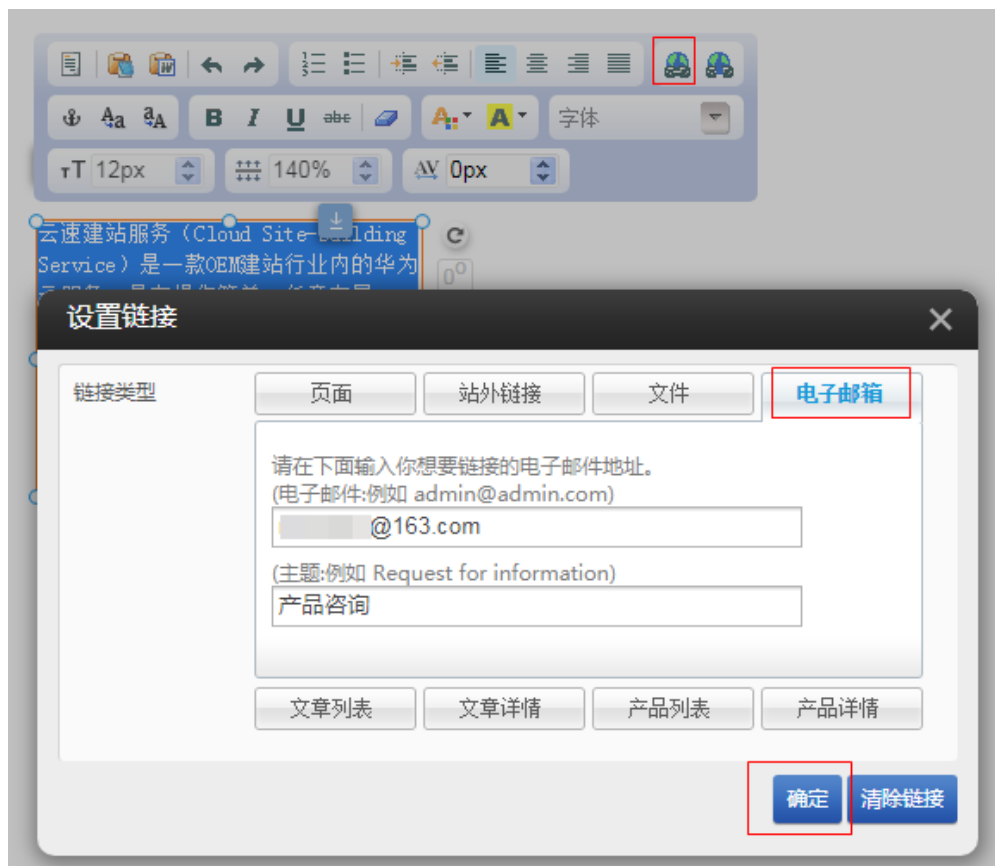 B I U abc A A 字体
TT 12px 140% AV 0px
云速建站服务（Cloud Site-building
Service）是一款OEM建站行业内的华为
0°
设置链接
链接类型
页面 站外链接 文件 电子邮箱
请在下面输入你想要链接的电子邮件地址。
(电子邮件:例如 admin@admin.com)
@163.com
(主题:例如 Request for information)
产品咨询
文章列表 文章详情 产品列表 产品详情
确定 清除链接